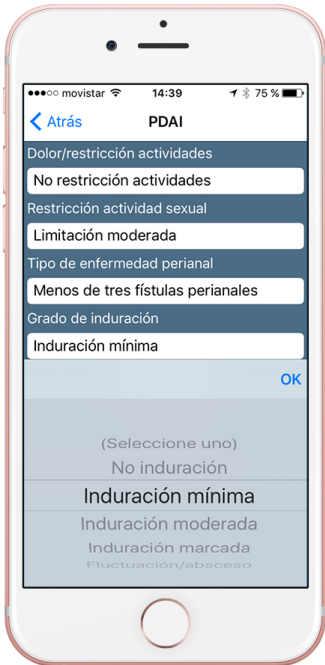 movistar 14:39 75 %
Atrás PDAI
Dolor/restricción actividades
No restricción actividades
Restricción actividad sexual
Limitación moderada
Tipo de enfermedad perianal
Menos de tres fístulas perianales
Grado de induración
Induración mínima
OK
(Seleccione uno)
No induración
Induración mínima
Induración moderada
Induración marcada
Fluctuación/absceso